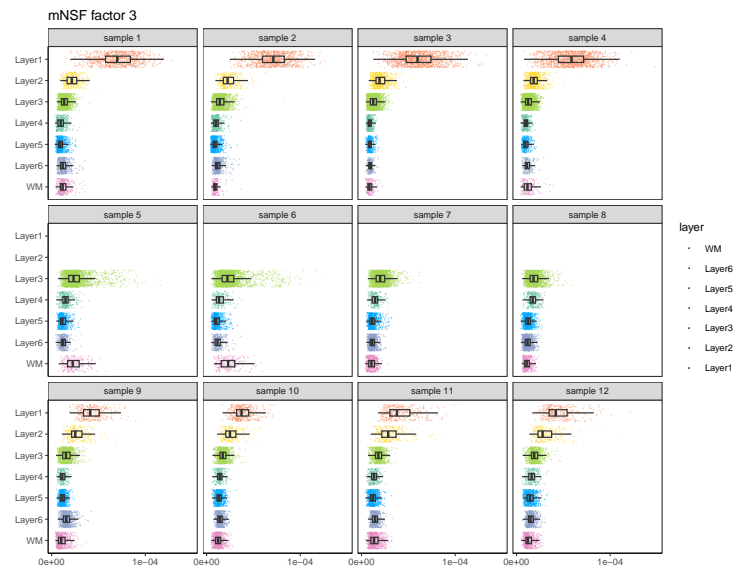 mNSF factor 3
sample 1 sample 2 sample 3 sample 4
Layer1
Layer2
Layer3
Layer4
Layer5
Layer6
WM
sample 5 sample 6 sample 7 sample 8
Layer1
Layer2
Layer3
Layer4
Layer5
Layer6
WM
sample 9 sample 10 sample 11 sample 12
Layer1
Layer2
Layer3
Layer4
Layer5
Layer6
WM
0e+00 1e−04 0e+00 1e−04 0e+00 1e−04 0e+00 1e−04
layer
WM
Layer6
Layer5
Layer4
Layer3
Layer2
Layer1